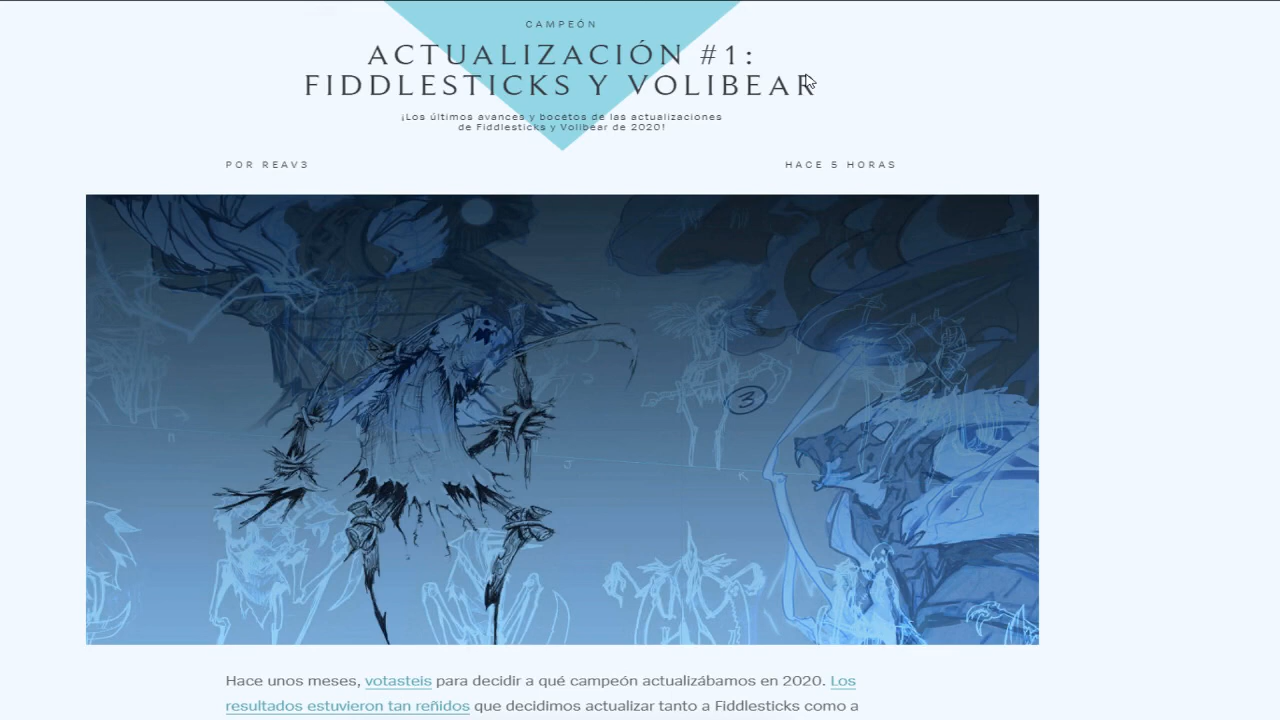 CAMPEÓN
ACTUALIZACIÓN #1:
FIDDLESTICKS Y VOLIBEAR
¡Los últimos avances y bocetos de las actualizaciones
de Fiddlesticks y Volibear de 2020!
POR REAV3
HACE 5 HORAS
3
n
J
K
Hace unos meses, votasteis para decidir a qué campeón actualizábamos en 2020. Los
resultados estuvieron tan reñidos que decidimos actualizar tanto a Fiddlesticks como a